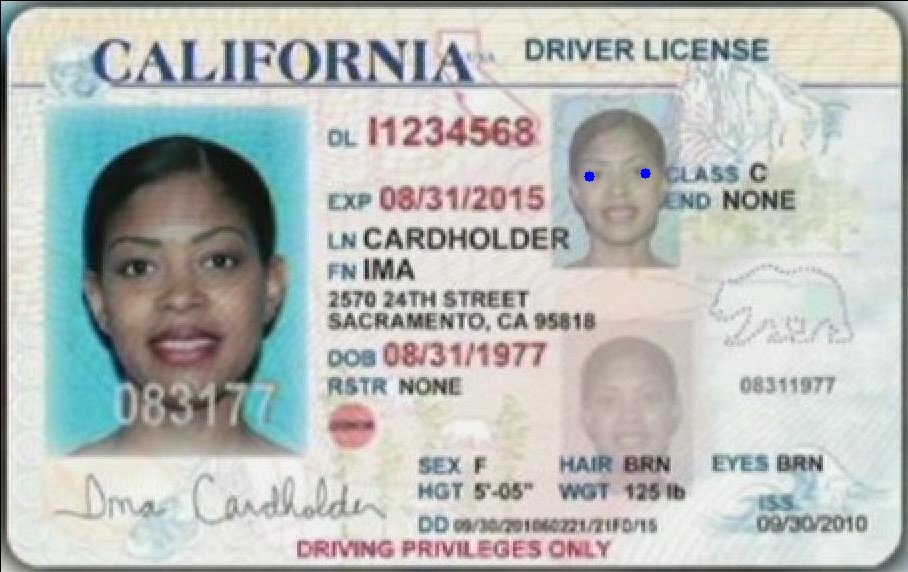 CALIFORNIA USA DRIVER LICENSE
DL I1234568
CLASS C
EXP 08/31/2015
END NONE
LN CARDHOLDER
FN IMA
2570 24TH STREET
SACRAMENTO, CA 95818
DOB 08/31/1977
RSTR NONE
08311977
083177
DONOR
SEX F HAIR BRN EYES BRN
HGT 5'-05" WGT 125 lb
ISS
DD 09/30/201060221/21FD/15 09/30/2010
Ima Cardholder
DRIVING PRIVILEGES ONLY